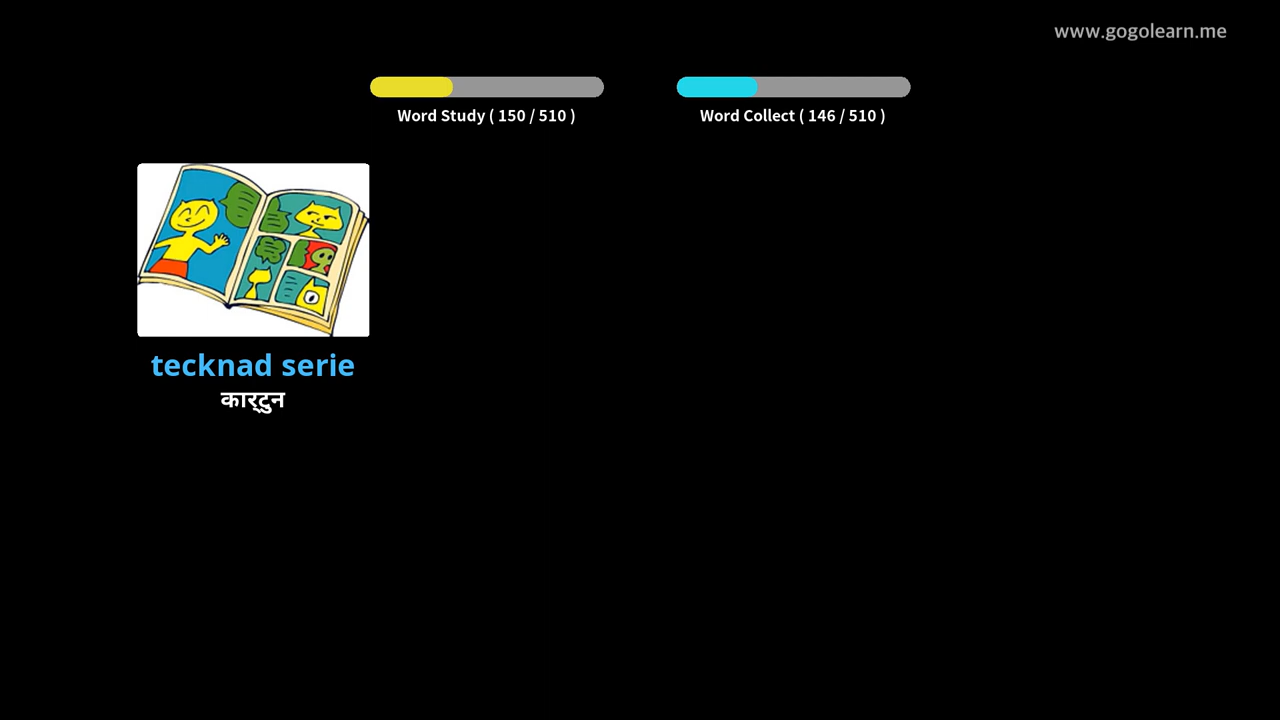 www.gogolearn.me
Word Study ( 150 / 510 )
Word Collect ( 146 / 510 )
tecknad serie
कार्टुन